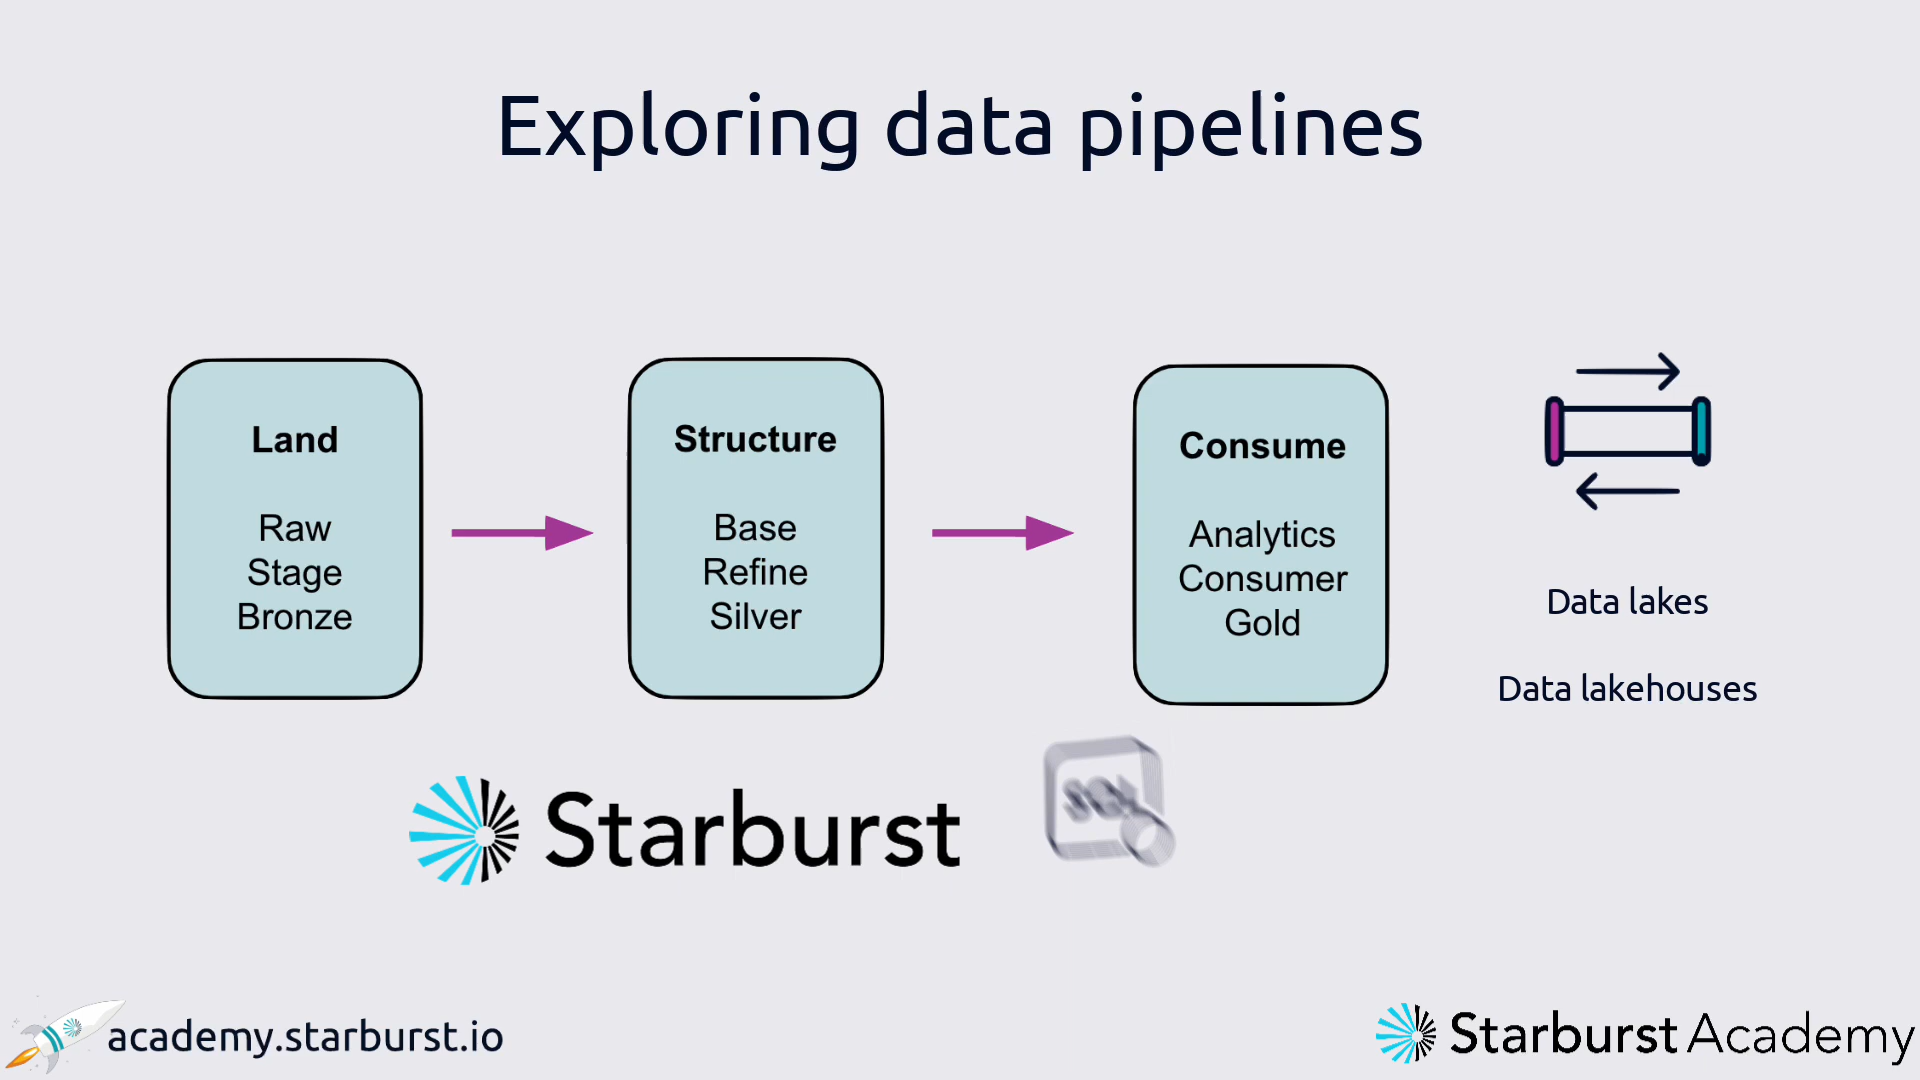 Exploring data pipelines
Land
Raw
Stage
Bronze
Structure
Base
Refine
Silver
Consume
Analytics
Consumer
Gold
Data lakes
Data lakehouses
Starburst
academy.starburst.io
Starburst Academy